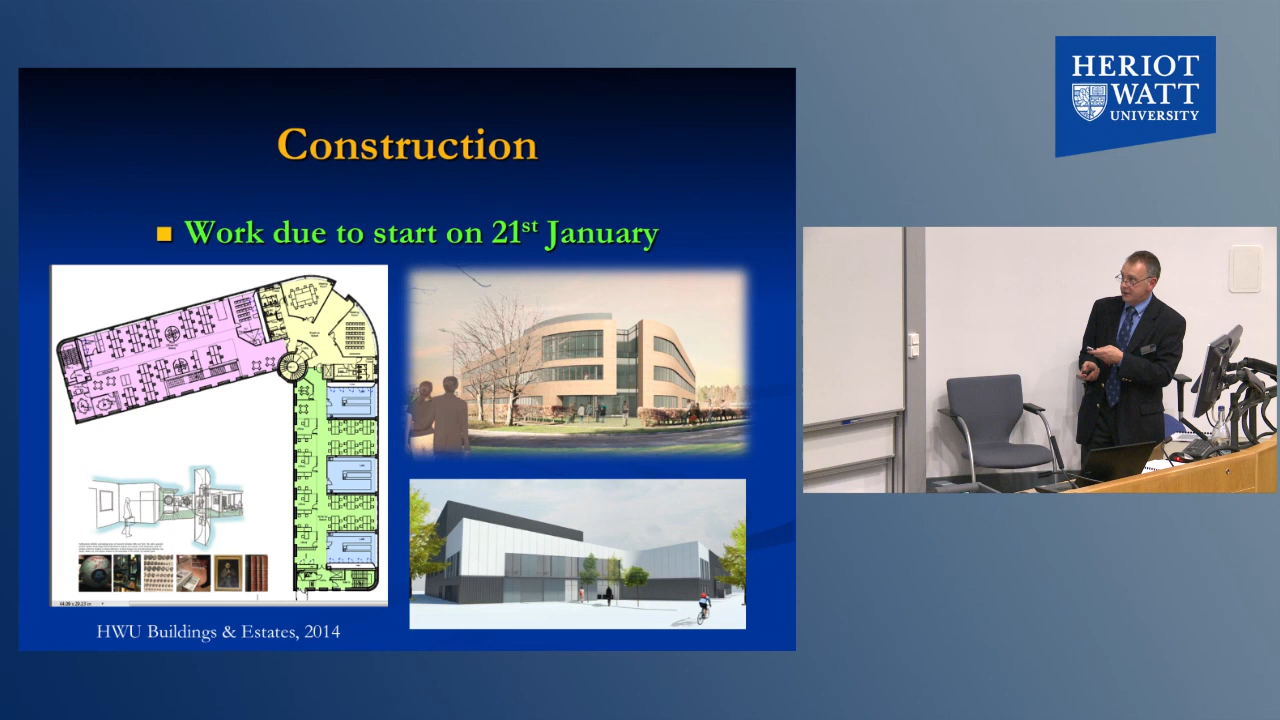 HERIOT
WATT
UNIVERSITY
Construction
Work due to start on 21st January
HWU Buildings & Estates, 2014